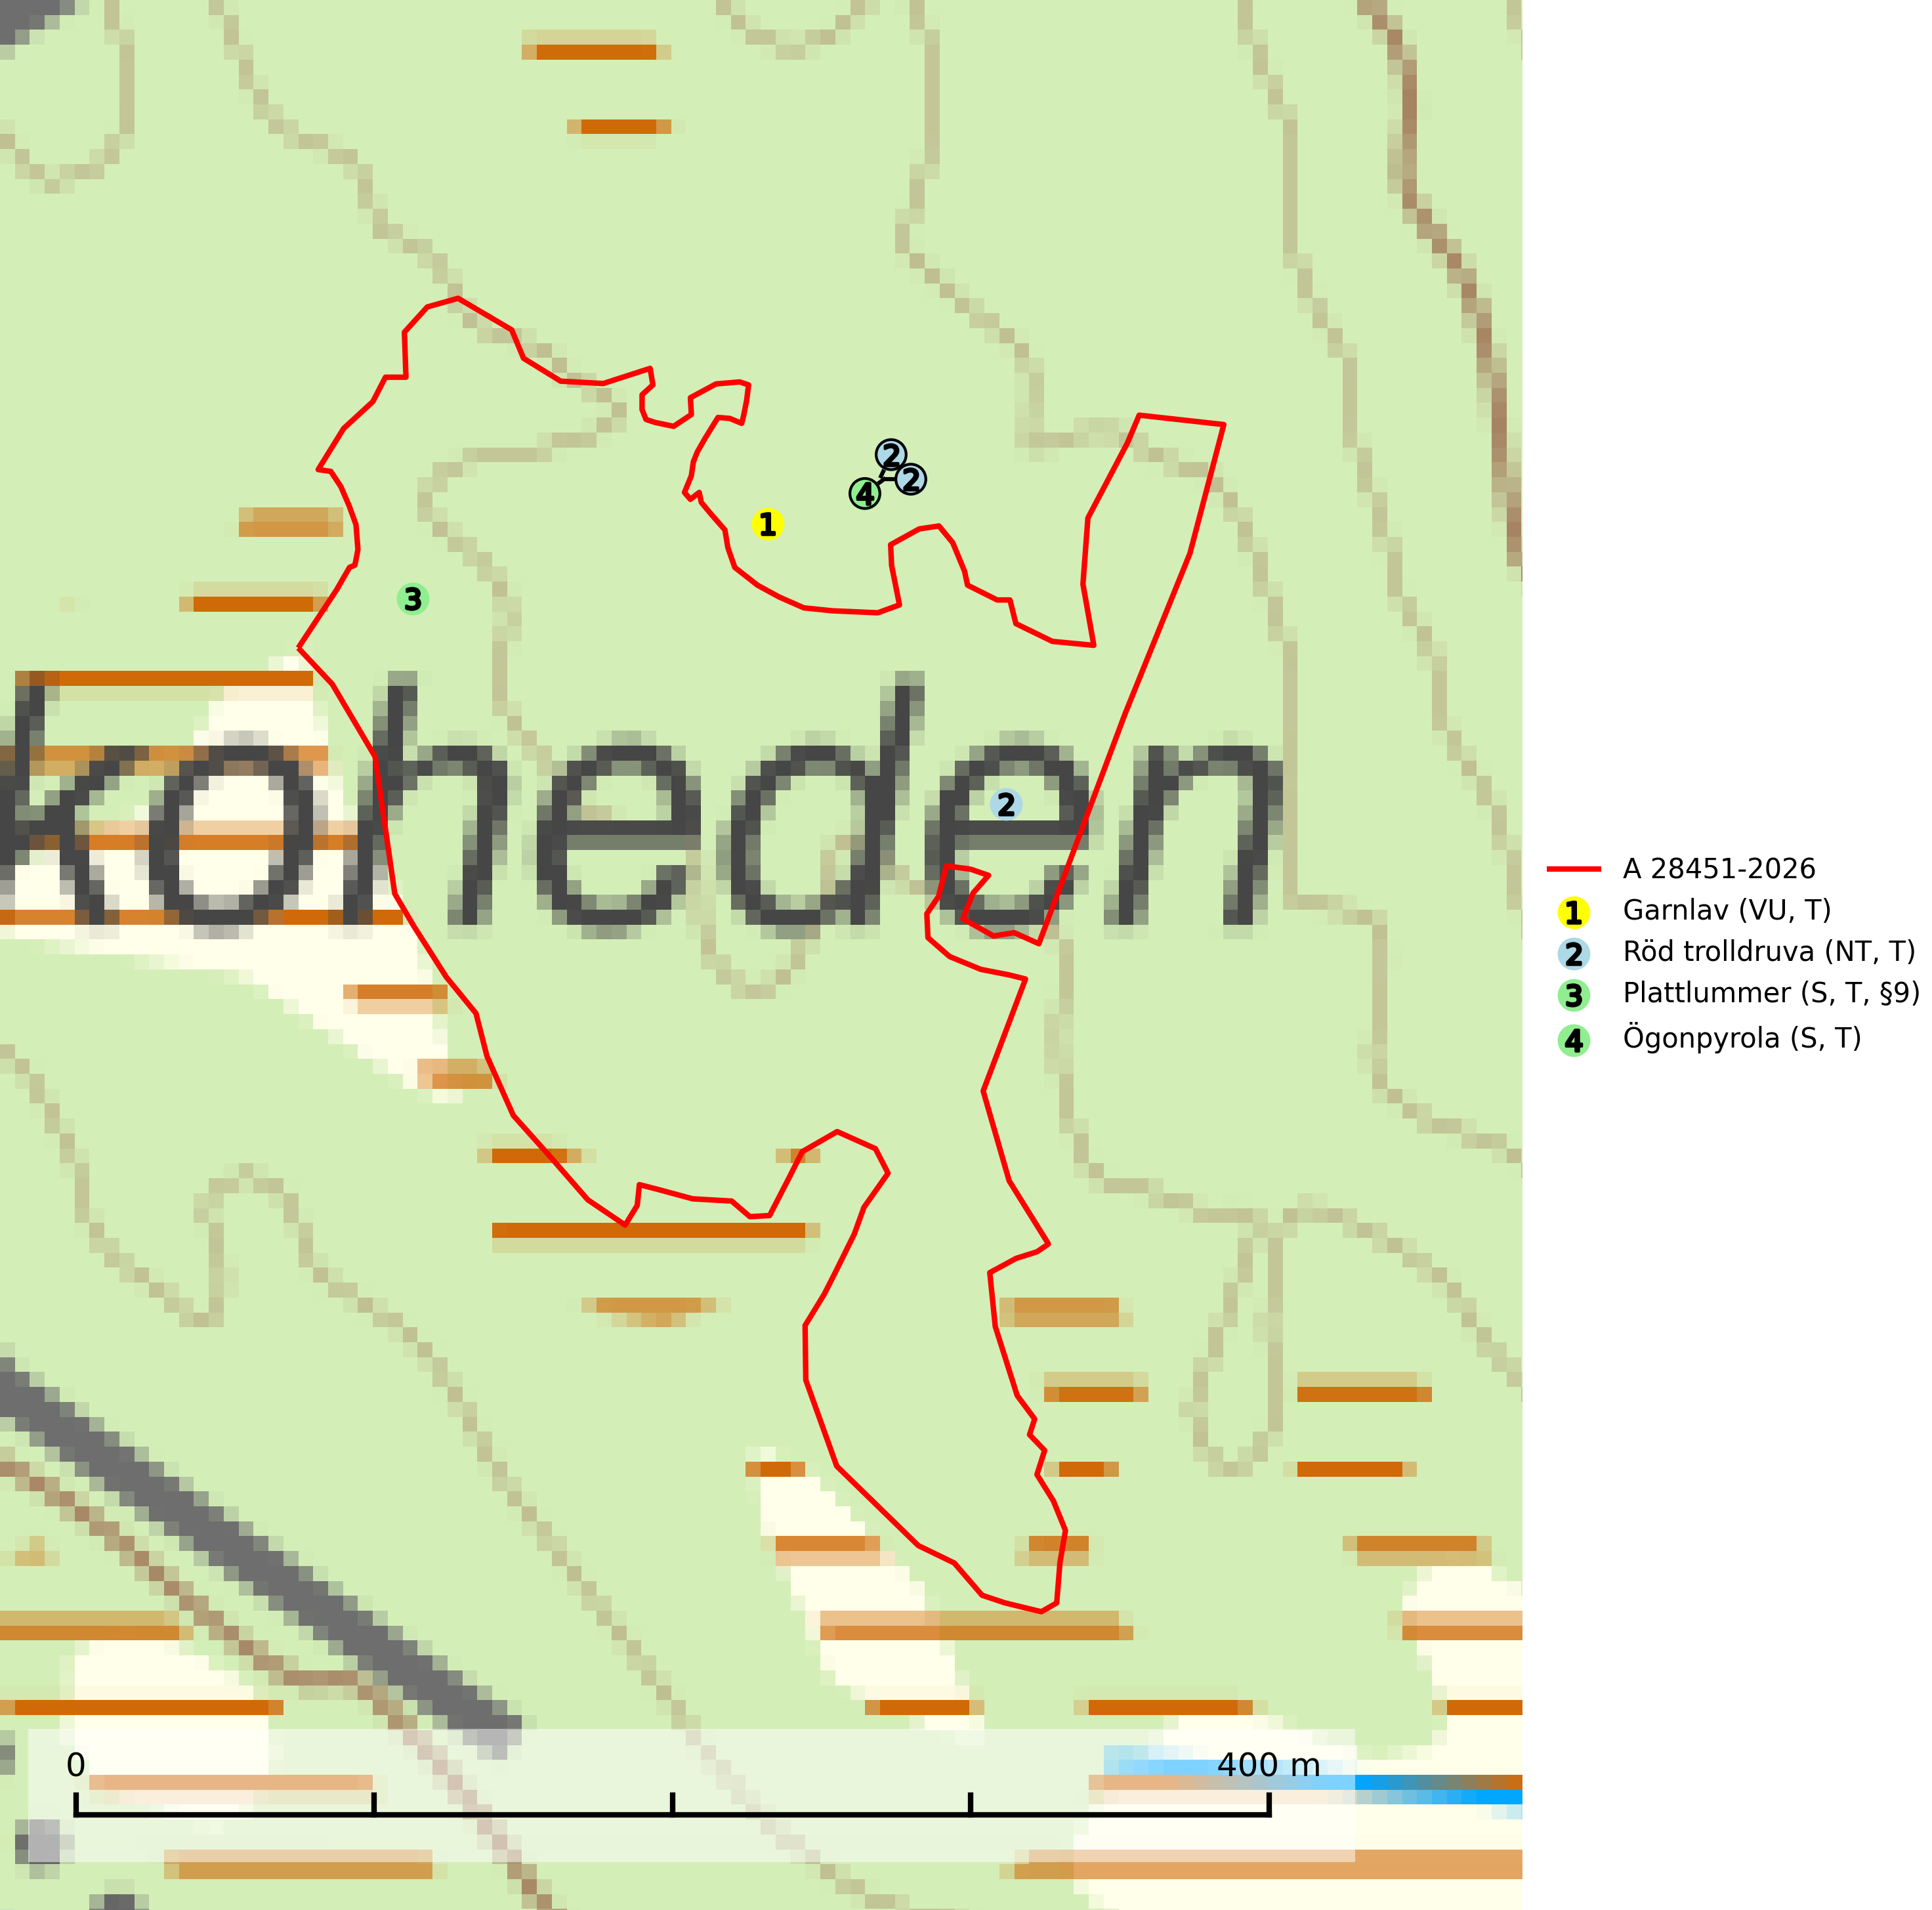 2
2
4
1
3
koheden
2
A 28451-2026
1 Garnlav (VU, T)
2 Röd trolldruva (NT, T)
3 Plattlummer (S, T, §9)
4 Ögonpyrola (S, T)
0 400 m